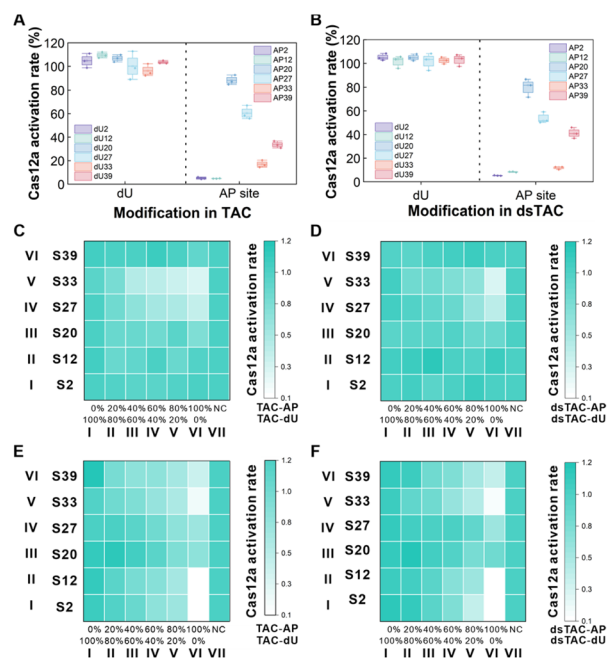 A
Cas12a activation rate (%)
120
100
80
60
40
20
0
AP2
AP12
AP20
AP27
AP33
AP39
dU2
dU12
dU20
dU27
dU33
dU39
dU
AP site
Modification in TAC
B
Cas12a activation rate (%)
120
100
80
60
40
20
0
AP2
AP12
AP20
AP27
AP33
AP39
dU2
dU12
dU20
dU27
dU33
dU39
dU
AP site
Modification in dsTAC
C
VI S39
V S33
IV S27
III S20
II S12
I S2
0% 20% 40% 60% 80% 100% NC TAC-AP
100% 80% 60% 40% 20% 0% TAC-dU
I II III IV V VI VII
Cas12a activation rate
1.2
1.0
0.8
0.5
0.3
0.1
D
VI S39
V S33
IV S27
III S20
II S12
I S2
0% 20% 40% 60% 80% 100% NC dsTAC-AP
100% 80% 60% 40% 20% 0% dsTAC-dU
I II III IV V VI VII
Cas12a activation rate
1.2
1.0
0.8
0.5
0.3
0.1
E
VI S39
V S33
IV S27
III S20
II S12
I S2
0% 20% 40% 60% 80% 100% NC TAC-AP
100% 80% 60% 40% 20% 0% TAC-dU
I II III IV V VI VII
Cas12a activation rate
1.2
1.0
0.8
0.5
0.3
0.1
F
VI S39
V S33
IV S27
III S20
II S12
I S2
0% 20% 40% 60% 80% 100% NC dsTAC-AP
100% 80% 60% 40% 20% 0% dsTAC-dU
I II III IV V VI VII
Cas12a activation rate
1.2
1.0
0.8
0.5
0.3
0.1